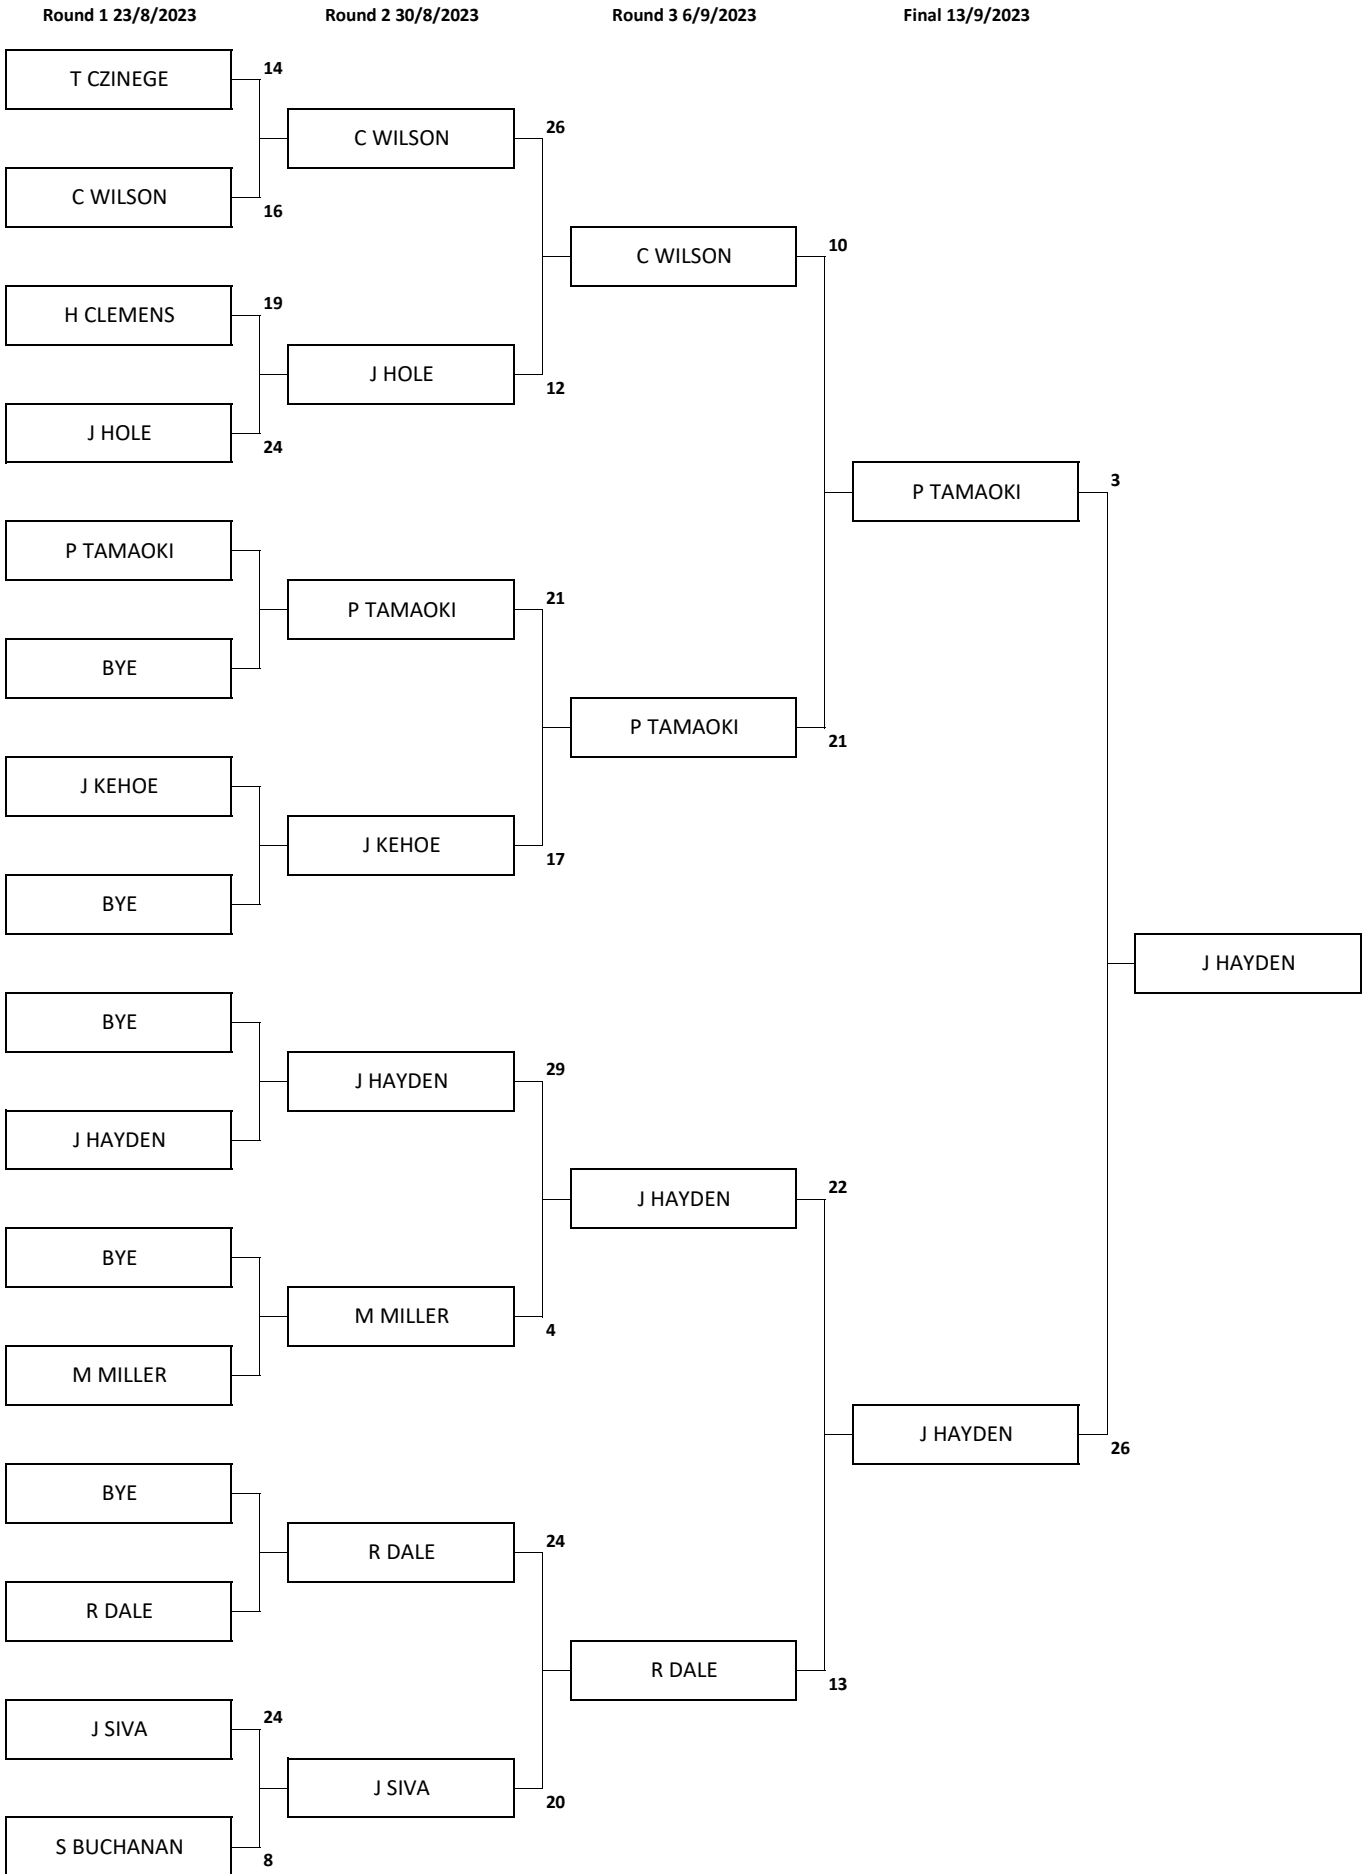 Round 1 23/8/2023 Round 2 30/8/2023 Round 3 6/9/2023 Final 13/9/2023
T CZINEGE
14
C WILSON
26
C WILSON
16
C WILSON
10
H CLEMENS
19
J HOLE
12
J HOLE
24
P TAMAOKI
3
P TAMAOKI
P TAMAOKI
21
BYE
P TAMAOKI
21
J KEHOE
J KEHOE
17
BYE
J HAYDEN
BYE
J HAYDEN
29
J HAYDEN
J HAYDEN
22
BYE
M MILLER
4
M MILLER
J HAYDEN
26
BYE
R DALE
24
R DALE
R DALE
13
J SIVA
24
J SIVA
20
S BUCHANAN
8